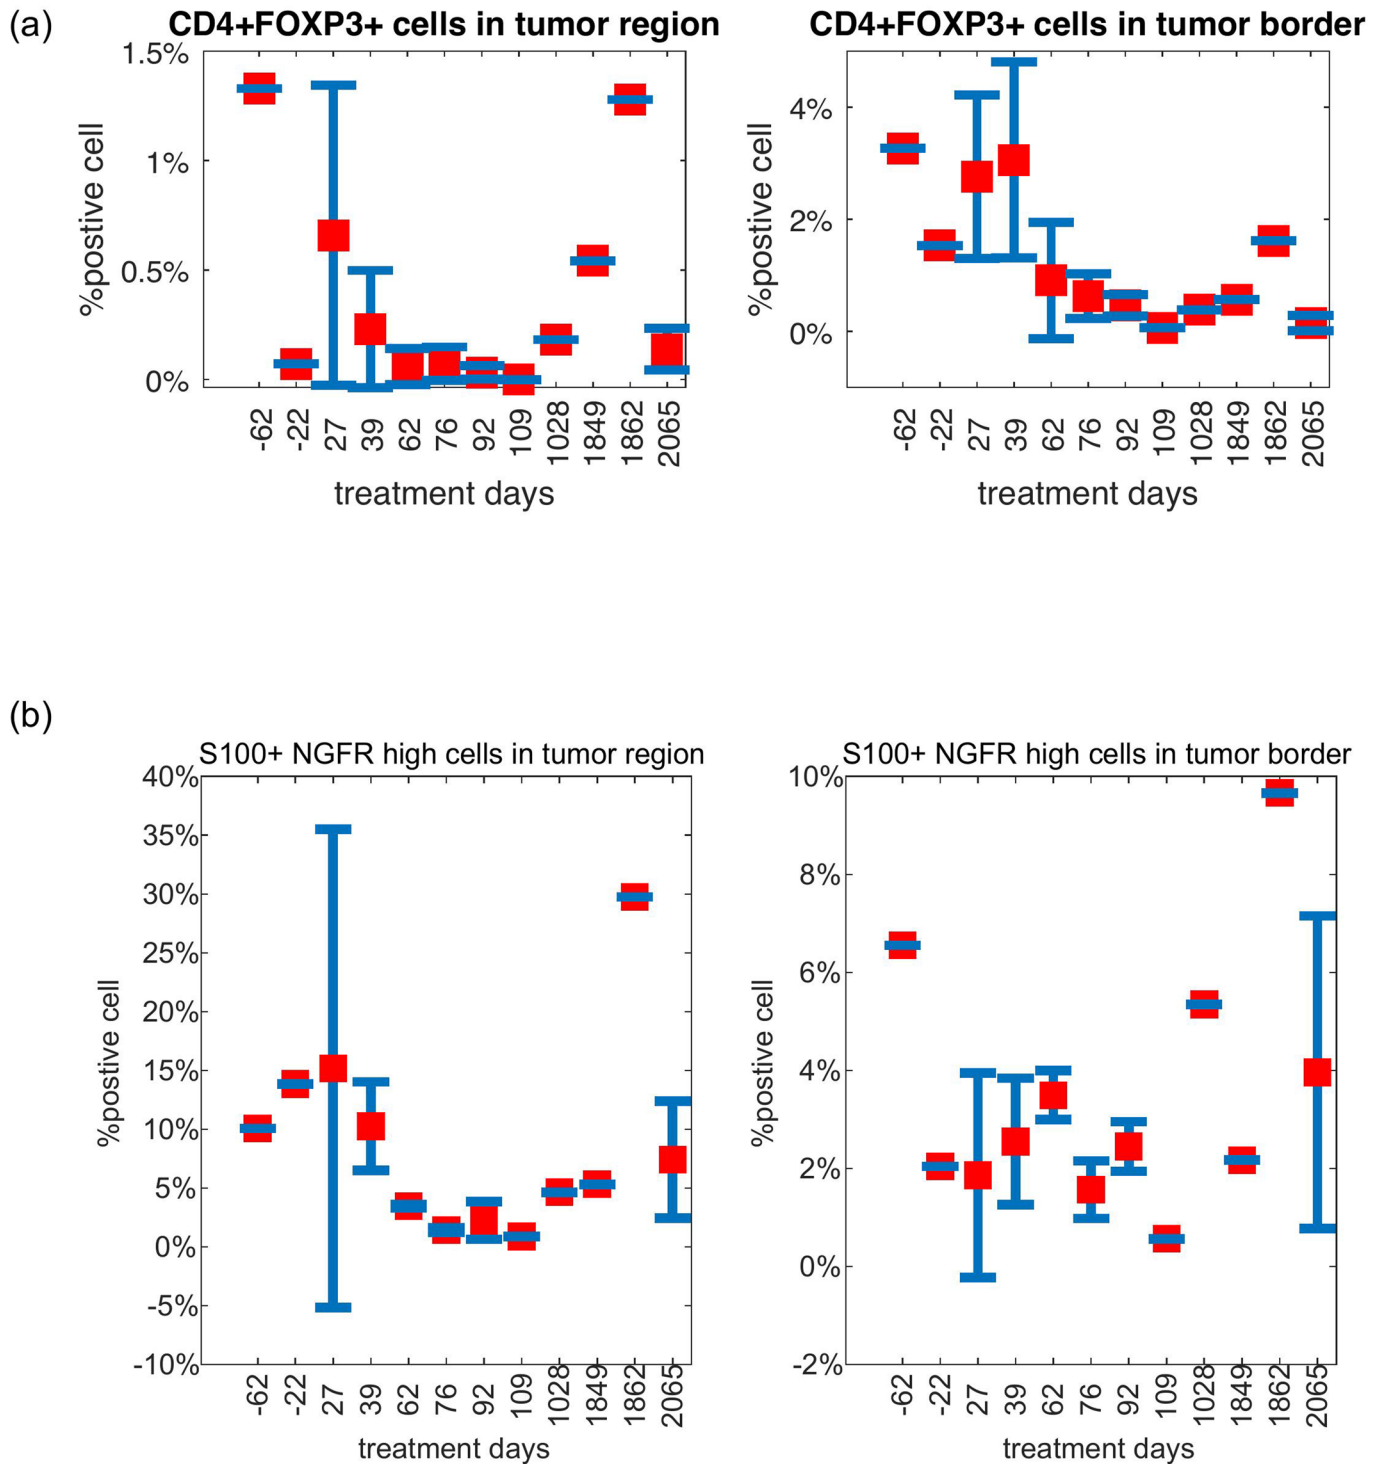 (a)
CD4+FOXP3+ cells in tumor region
CD4+FOXP3+ cells in tumor border
%postive cell
1.5%
1%
0.5%
0%
-62 -22 27 39 62 76 92 109 1028 1849 1862 2065
treatment days
%postive cell
4%
2%
0%
-62 -22 27 39 62 76 92 109 1028 1849 1862 2065
treatment days
(b)
S100+ NGFR high cells in tumor region
S100+ NGFR high cells in tumor border
%postive cell
40%
35%
30%
25%
20%
15%
10%
5%
0%
-5%
-10%
-62 -22 27 39 62 76 92 109 1028 1849 1862 2065
treatment days
%postive cell
10%
8%
6%
4%
2%
0%
-2%
-62 -22 27 39 62 76 92 109 1028 1849 1862 2065
treatment days